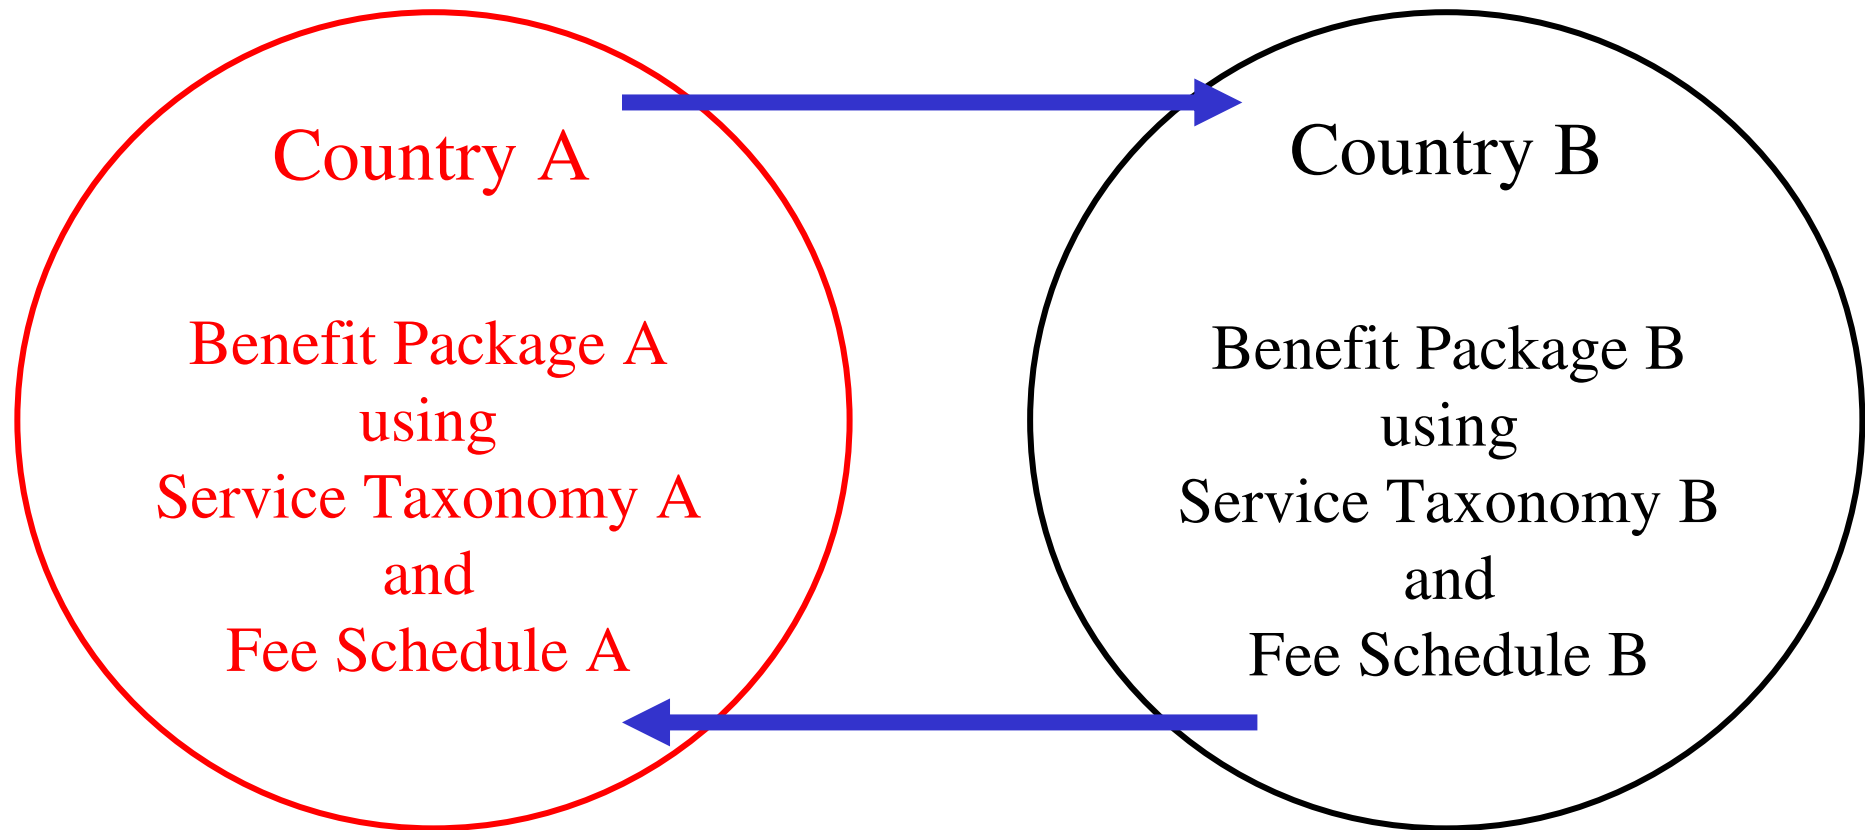 Country A
Benefit Package A
using
Service Taxonomy A
and
Fee Schedule A
Country B
Benefit Package B
using
Service Taxonomy B
and
Fee Schedule B